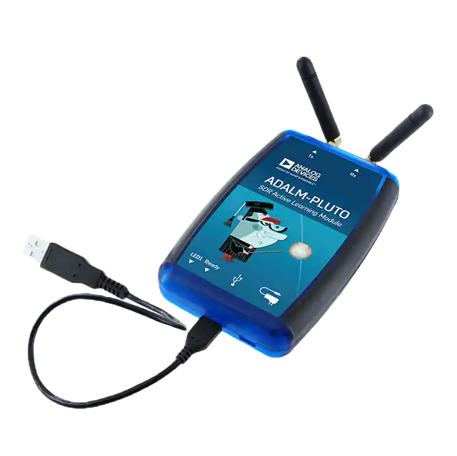 Tx
Rx
ANALOG
DEVICES
ADALM-PLUTO
SDR Active Learning Module
LED1 Ready